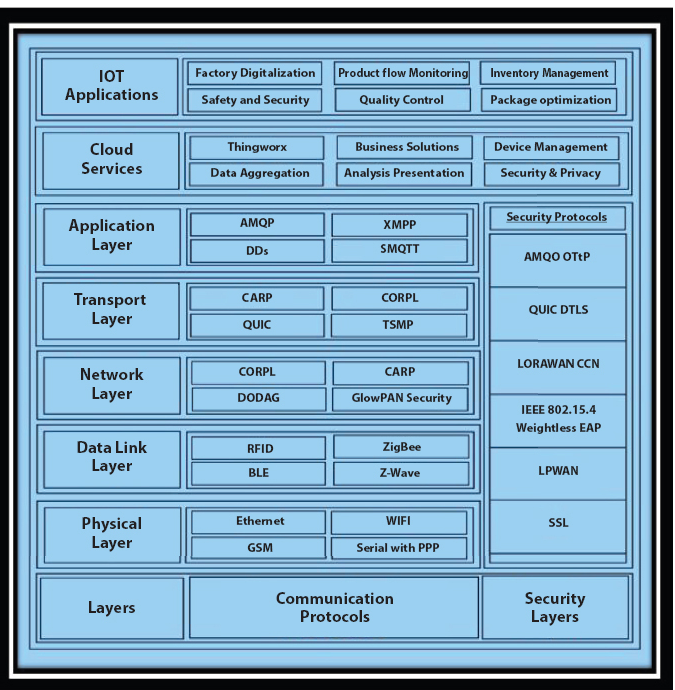 IOT
Applications
Factory Digitalization
Product flow Monitoring
Inventory Management
Safety and Security
Quality Control
Package optimization
Cloud
Services
Thingworx
Business Solutions
Device Management
Data Aggregation
Analysis Presentation
Security & Privacy
Application
Layer
AMQP
XMPP
DDs
SMQTT
Transport
Layer
CARP
CORPL
QUIC
TSMP
Network
Layer
CORPL
CARP
DODAG
GlowPAN Security
Data Link
Layer
RFID
ZigBee
BLE
Z-Wave
Physical
Layer
Ethernet
WIFI
GSM
Serial with PPP
Security Protocols
AMQO OTtP
QUIC DTLS
LORAWAN CCN
IEEE 802.15.4
Weightless EAP
LPWAN
SSL
Layers
Communication
Protocols
Security
Layers